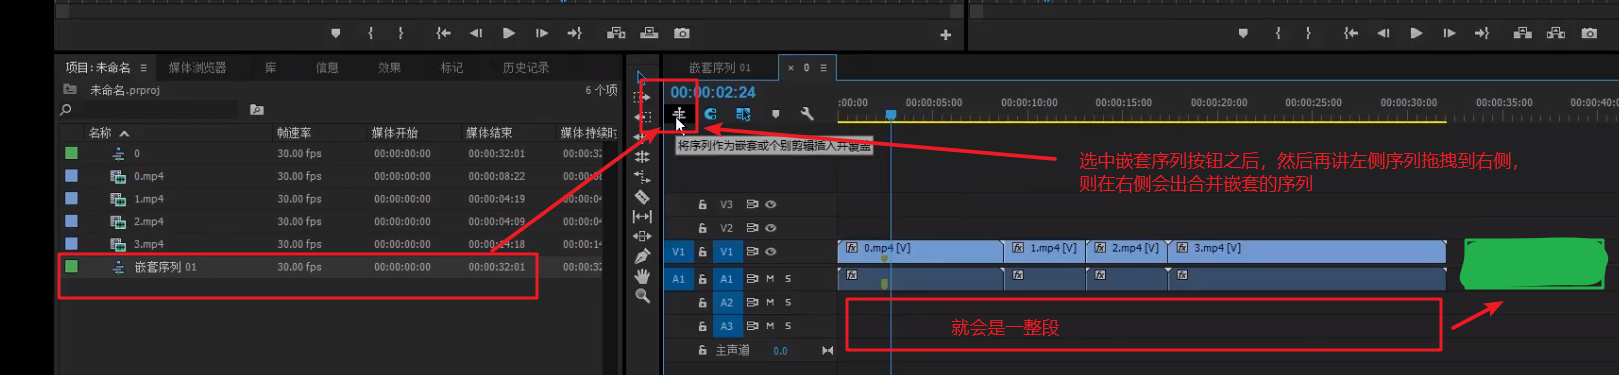 项目:未命名 ≡ 媒体浏览器 库 信息 效果 标记 历史记录
未命名.prproj
6 个项
名称 帧速率 媒体开始 媒体结束 媒体持续时
0 30.00 fps 00:00:00:00 00:00:32:01 00:00:32
0.mp4 30.00 fps 00:00:00:00 00:00:08:22 00:00:08
1.mp4 30.00 fps 00:00:00:00 00:00:04:19 00:00:04
2.mp4 30.00 fps 00:00:00:00 00:00:04:09 00:00:04
3.mp4 30.00 fps 00:00:00:00 00:00:14:18 00:00:14
嵌套序列 01 30.00 fps 00:00:00:00 00:00:32:01 00:00:32
嵌套序列 01 × 0 ≡
00:00:02:24
:00:00 00:00:05:00 00:00:10:00 00:00:15:00 00:00:20:00 00:00:25:00 00:00:30:00 00:00:35:00 00:00:40:0
将序列作为嵌套或个别剪辑插入并覆盖
选中嵌套序列按钮之后，然后再讲左侧序列拖拽到右侧，
则在右侧会出合并嵌套的序列
V3
V2
V1 V1 fx 0.mp4 [V] fx 1.mp4 [V] fx 2.mp4 [V] fx 3.mp4 [V]
A1 A1 M S fx fx fx fx
A2 M S
A3 M S
就会是一整段
主声道 0.0